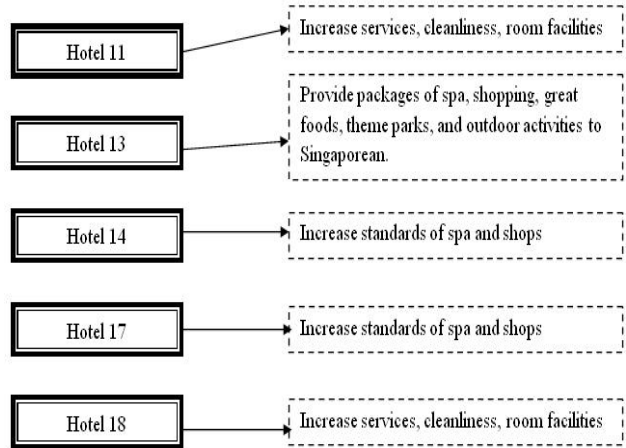 Hotel 11
Increase services, cleanliness, room facilities
Hotel 13
Provide packages of spa, shopping, great
foods, theme parks, and outdoor activities to
Singaporean.
Hotel 14
Increase standards of spa and shops
Hotel 17
Increase standards of spa and shops
Hotel 18
Increase services, cleanliness, room facilities